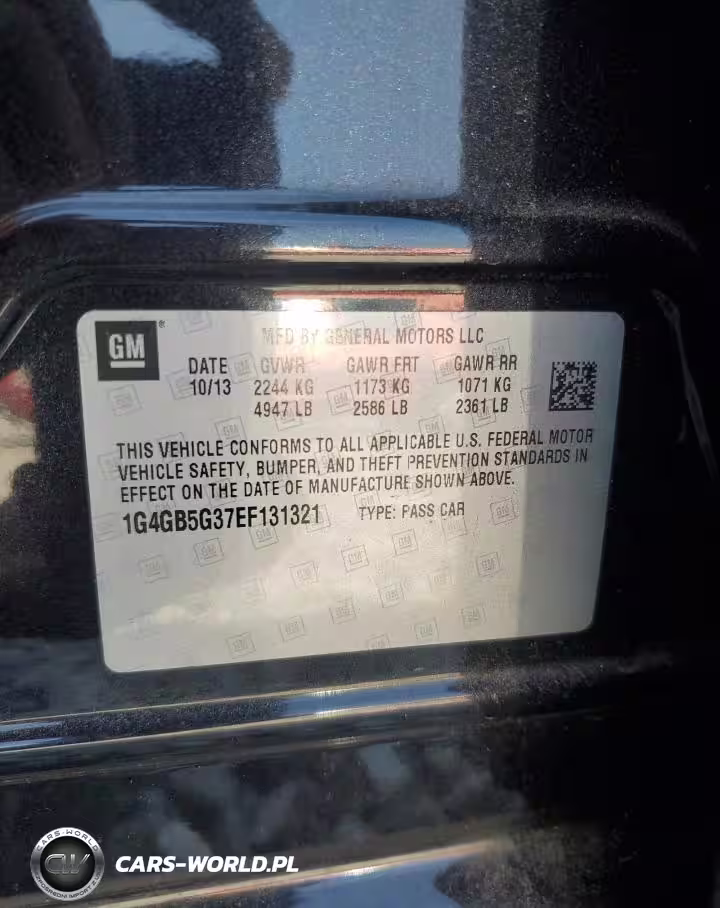 GM
®
MFD BY GENERAL MOTORS LLC
DATE GVWR GAWR FRT GAWR RR
10/13 2244 KG 1173 KG 1071 KG
4947 LB 2586 LB 2361 LB
THIS VEHICLE CONFORMS TO ALL APPLICABLE U.S. FEDERAL MOTOR
VEHICLE SAFETY, BUMPER, AND THEFT PREVENTION STANDARDS IN
EFFECT ON THE DATE OF MANUFACTURE SHOWN ABOVE.
1G4GB5G37EF131321 TYPE: PASS CAR
CARS-WORLD
CW
CARS-WORLD.PL